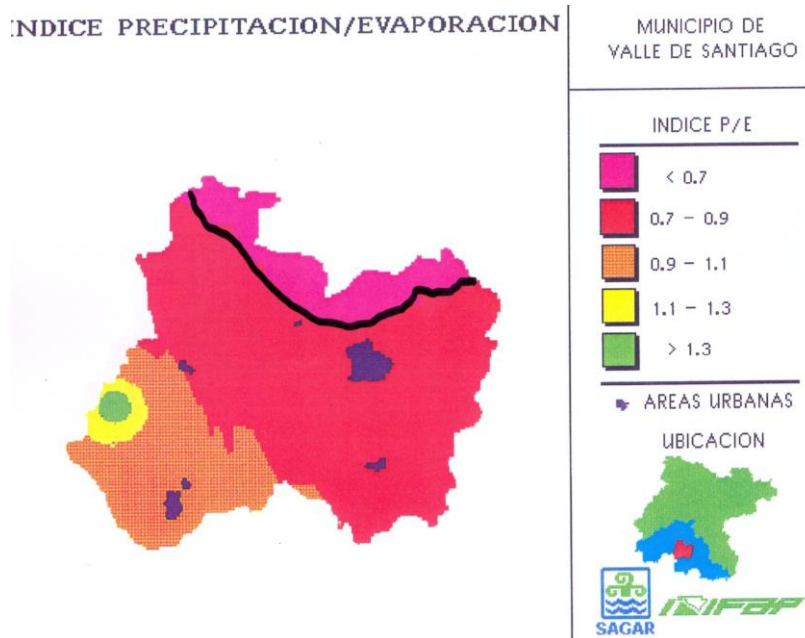 INDICE PRECIPITACION/EVAPORACION
MUNICIPIO DE
VALLE DE SANTIAGO
INDICE P/E
< 0.7
0.7 - 0.9
0.9 - 1.1
1.1 - 1.3
> 1.3
AREAS URBANAS
UBICACION
SAGAR
INIFAP